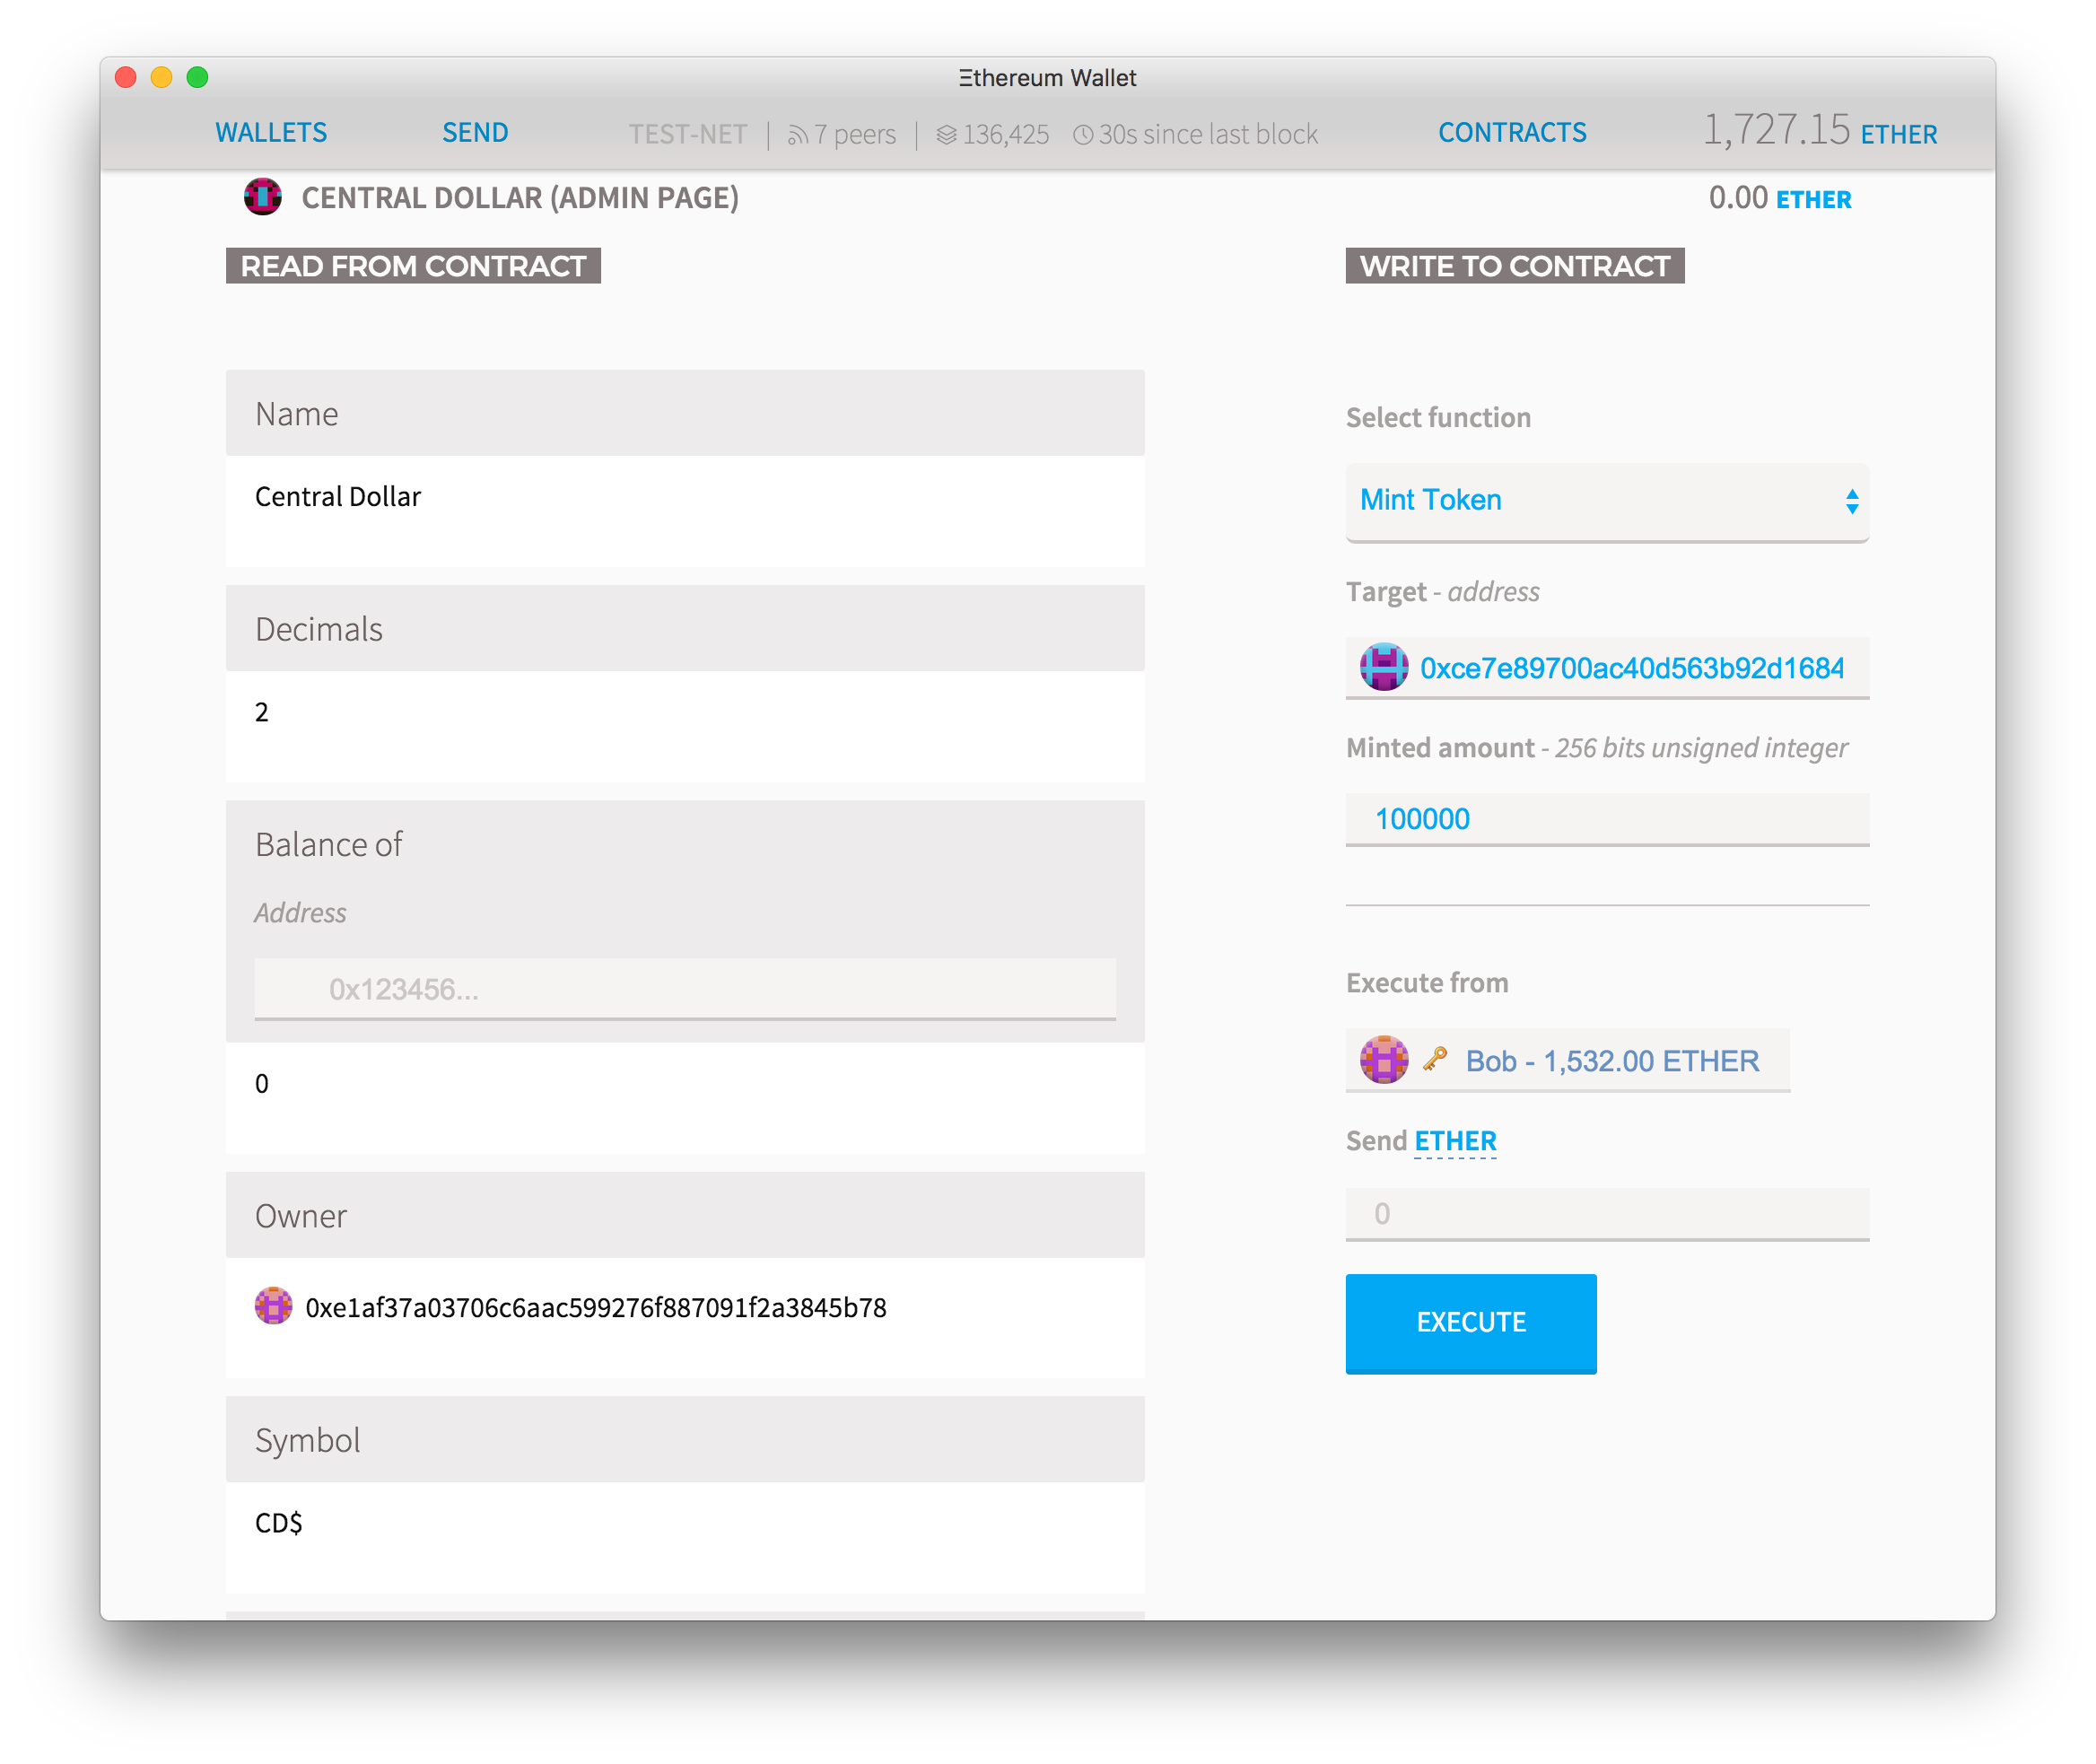 Ξthereum Wallet
WALLETS SEND TEST-NET 7 peers 136,425 30s since last block CONTRACTS 1,727.15 ETHER
CENTRAL DOLLAR (ADMIN PAGE) 0.00 ETHER
READ FROM CONTRACT
Name
Central Dollar
Decimals
2
Balance of
Address
0x123456...
0
Owner
0xe1af37a03706c6aac599276f887091f2a3845b78
Symbol
CD$
WRITE TO CONTRACT
Select function
Mint Token
Target - address
0xce7e89700ac40d563b92d1684
Minted amount - 256 bits unsigned integer
100000
Execute from
Bob - 1,532.00 ETHER
Send ETHER
0
EXECUTE